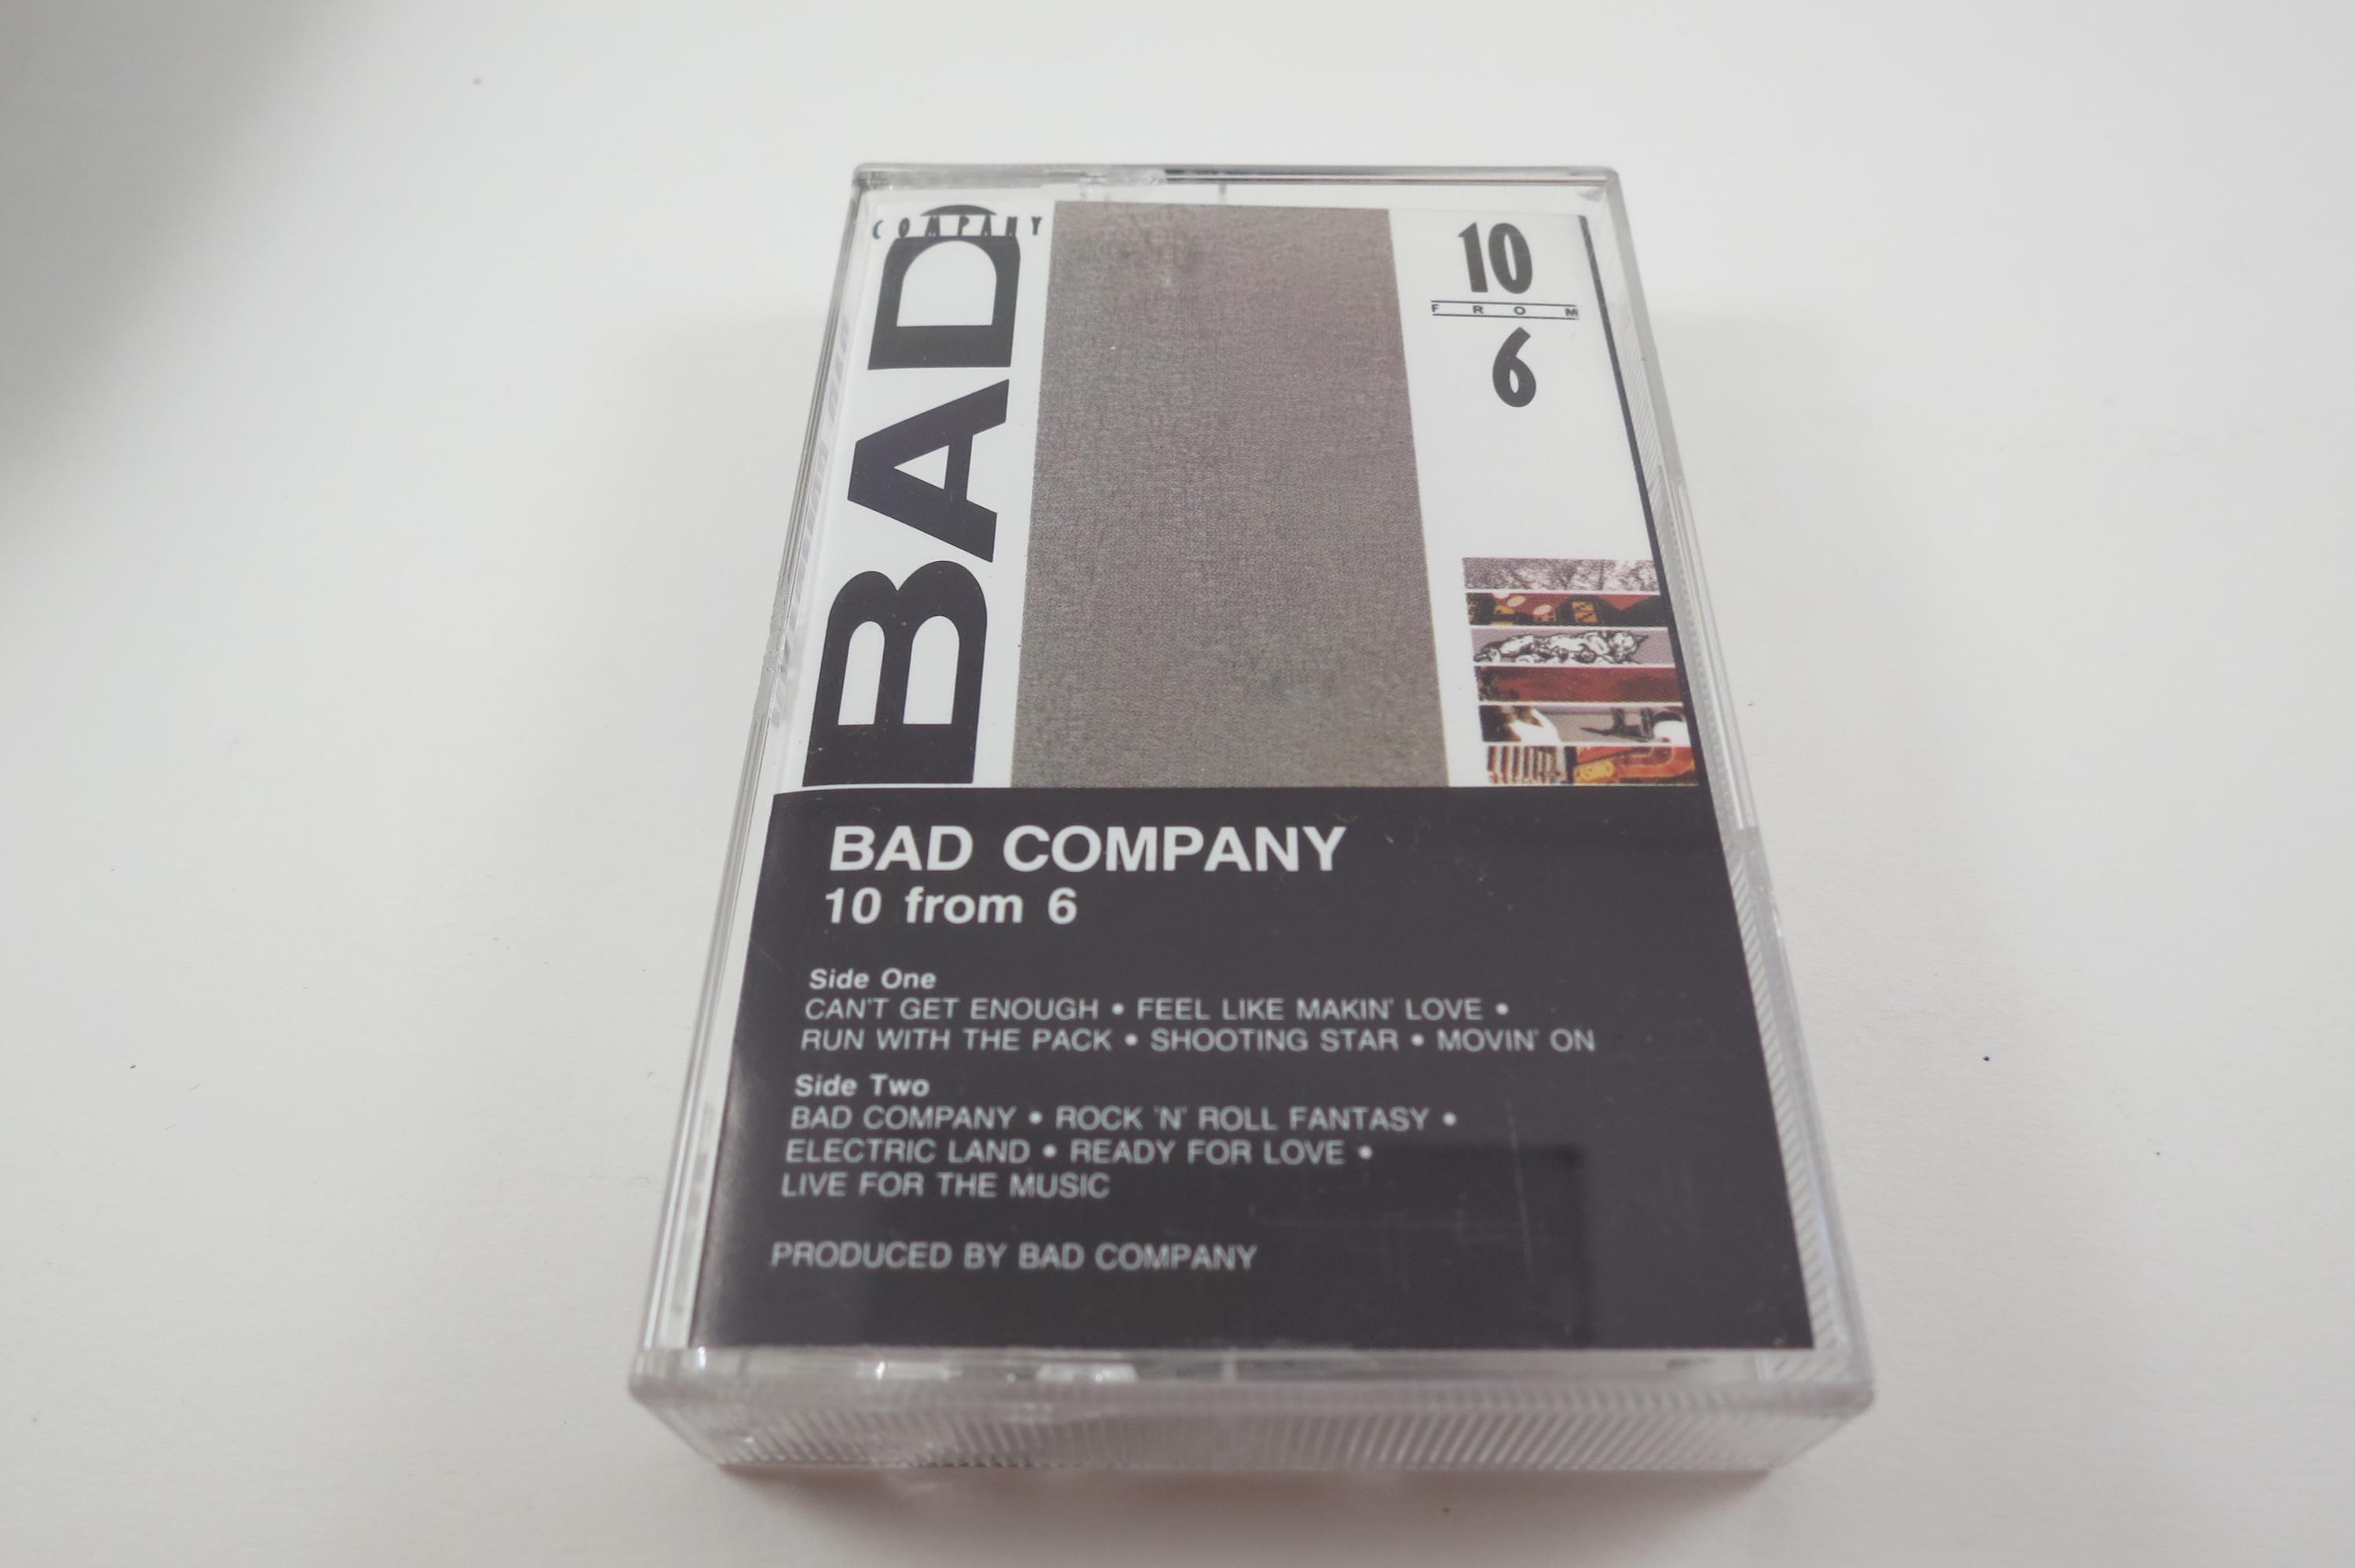 COMPANY
BAD
10
FROM
6
BAD COMPANY
10 from 6
Side One
CAN'T GET ENOUGH • FEEL LIKE MAKIN' LOVE •
RUN WITH THE PACK • SHOOTING STAR • MOVIN' ON
Side Two
BAD COMPANY • ROCK 'N' ROLL FANTASY •
ELECTRIC LAND • READY FOR LOVE •
LIVE FOR THE MUSIC
PRODUCED BY BAD COMPANY